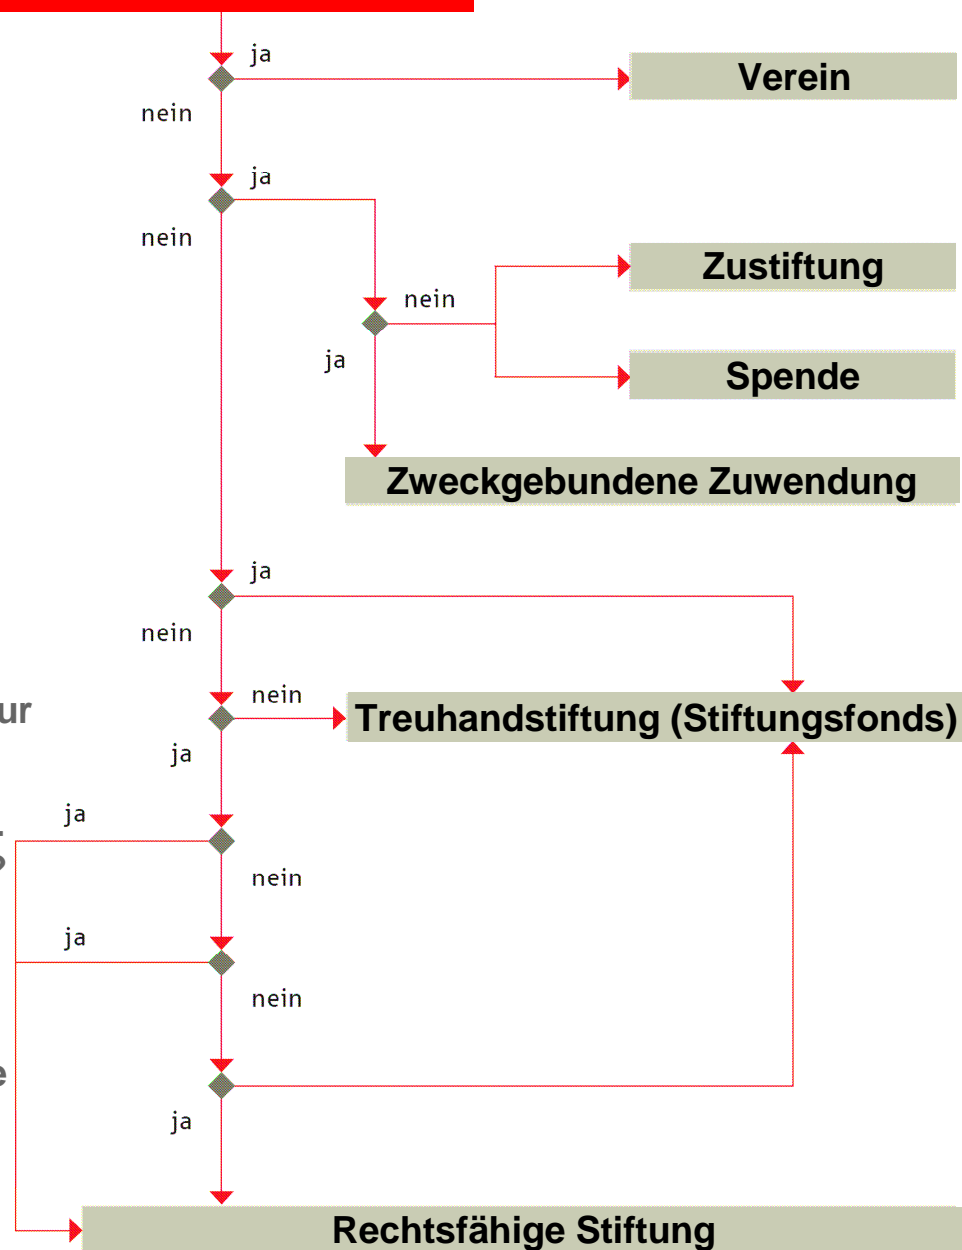 ja
Verein
nein
ja
nein
Zustiftung
nein
ja
Spende
Zweckgebundene Zuwendung
ja
nein
nein
ur
Treuhandstiftung (Stiftungsfonds)
ja
ja
?
nein
ja
nein
e
ja
Rechtsfähige Stiftung